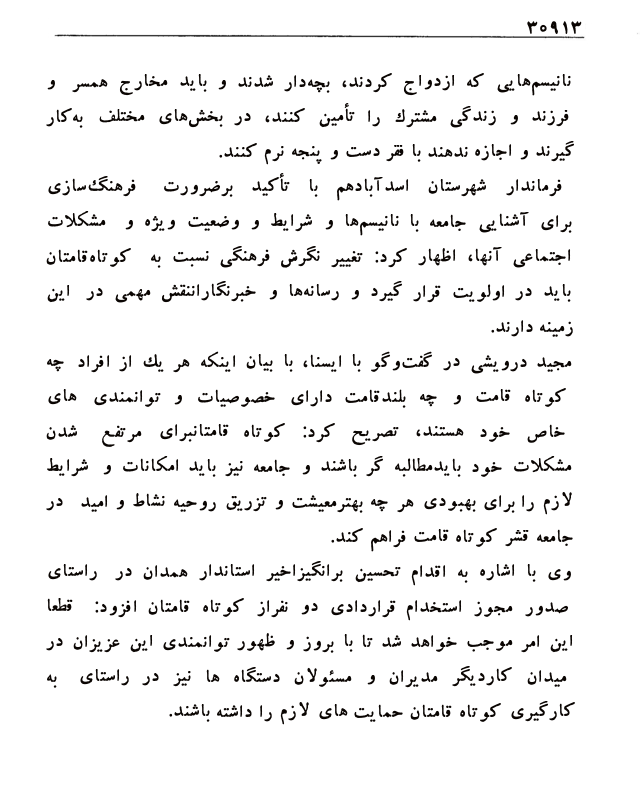 ۳۰۹۱۳
نانیسم‌هایی که ازدواج کردند، بچه‌دار شدند و باید مخارج همسر و
فرزند و زندگی مشترك را تأمین کنند، در بخش‌های مختلف به‌کار
گیرند و اجازه ندهند با فقر دست و پنجه نرم کنند.
فرماندار شهرستان اسدآبادهم با تأکید برضرورت فرهنگ‌سازی
برای آشنایی جامعه با نانیسم‌ها و شرایط و وضعیت ویژه و مشکلات
اجتماعی آنها، اظهار کرد: تغییر نگرش فرهنگی نسبت به کوتاه‌قامتان
باید در اولویت قرار گیرد و رسانه‌ها و خبرنگاراننقش مهمی در این
زمینه دارند.
مجید درویشی در گفت‌وگو با ایسنا، با بیان اینکه هر یك از افراد چه
کوتاه قامت و چه بلندقامت دارای خصوصیات و توانمندی های
خاص خود هستند، تصریح کرد: کوتاه قامتانبرای مرتفع شدن
مشکلات خود بایدمطالبه گر باشند و جامعه نیز باید امکانات و شرایط
لازم را برای بهبودی هر چه بهترمعیشت و تزریق روحیه نشاط و امید در
جامعه قشر کوتاه قامت فراهم کند.
وی با اشاره به اقدام تحسین برانگیزاخیر استاندار همدان در راستای
صدور مجوز استخدام قراردادی دو نفراز کوتاه قامتان افزود: قطعا
این امر موجب خواهد شد تا با بروز و ظهور توانمندی این عزیزان در
میدان کاردیگر مدیران و مسئولان دستگاه ها نیز در راستای به
کارگیری کوتاه قامتان حمایت های لازم را داشته باشند.